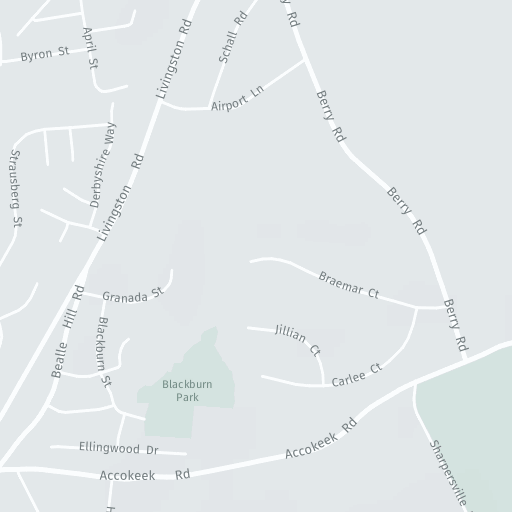 Livingston Rd
Schall Rd
April St
Byron St
Airport Ln
Berry Rd
Strausberg St
Derbyshire Way
Livingston Rd
Berry Rd
Granada St
Braemar Ct
Bealle Hill Rd
Blackburn St
Jillian Ct
Berry Rd
Carlee Ct
Blackburn
Park
Ellingwood Dr
Accokeek Rd
Accokeek Rd
Sharpersville